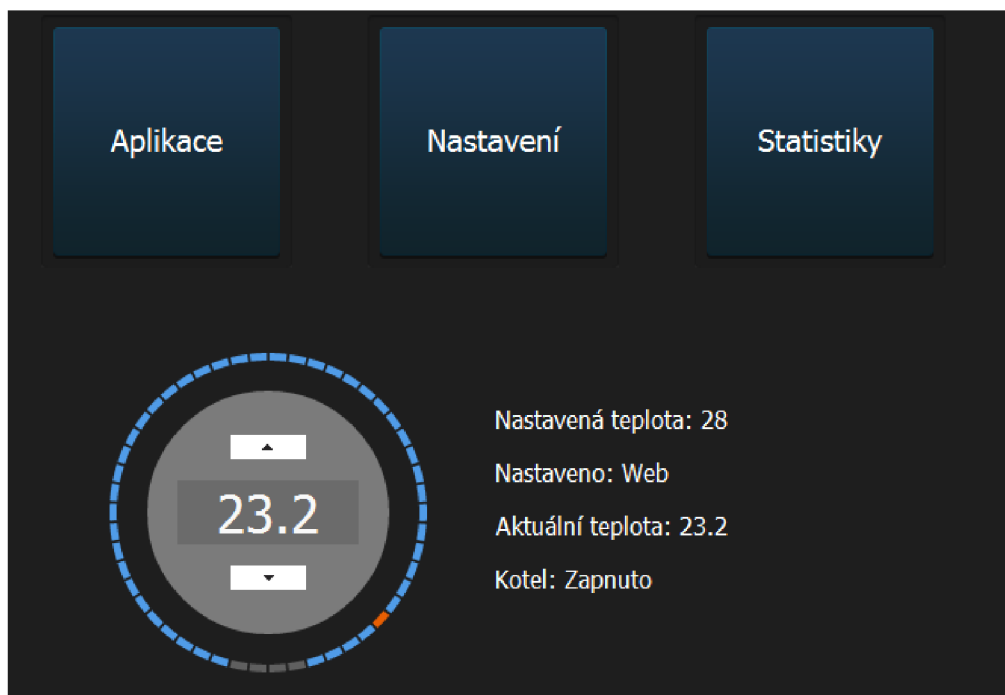 Aplikace
Nastavení
Statistiky
23.2
Nastavená teplota: 28
Nastaveno: Web
Aktuální teplota: 23.2
Kotel: Zapnuto